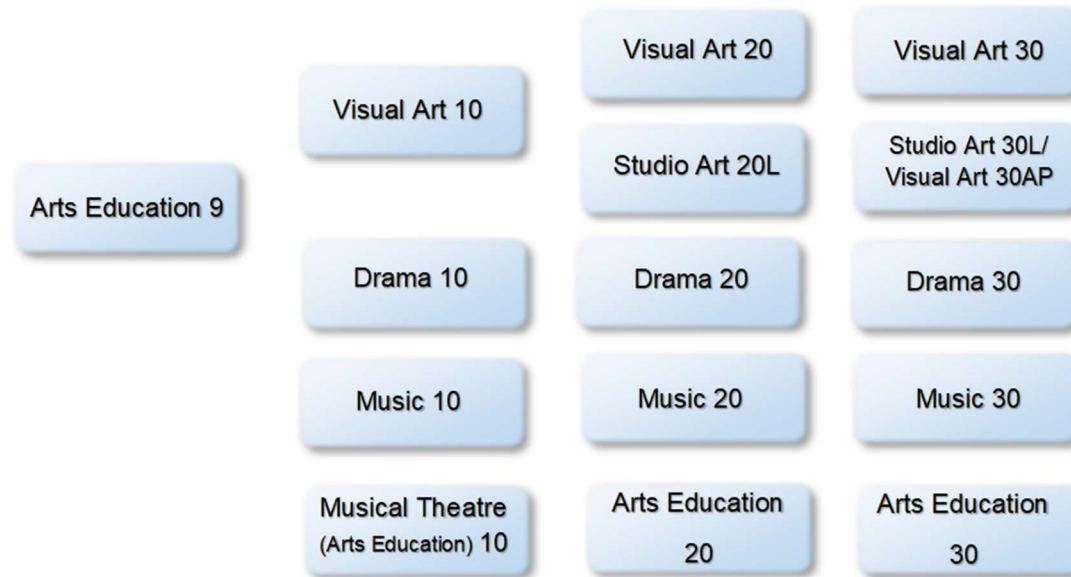 Arts Education 9
Visual Art 10
Visual Art 20
Visual Art 30
Studio Art 20L
Studio Art 30L/
Visual Art 30AP
Drama 10
Drama 20
Drama 30
Music 10
Music 20
Music 30
Musical Theatre
(Arts Education) 10
Arts Education
20
Arts Education
30